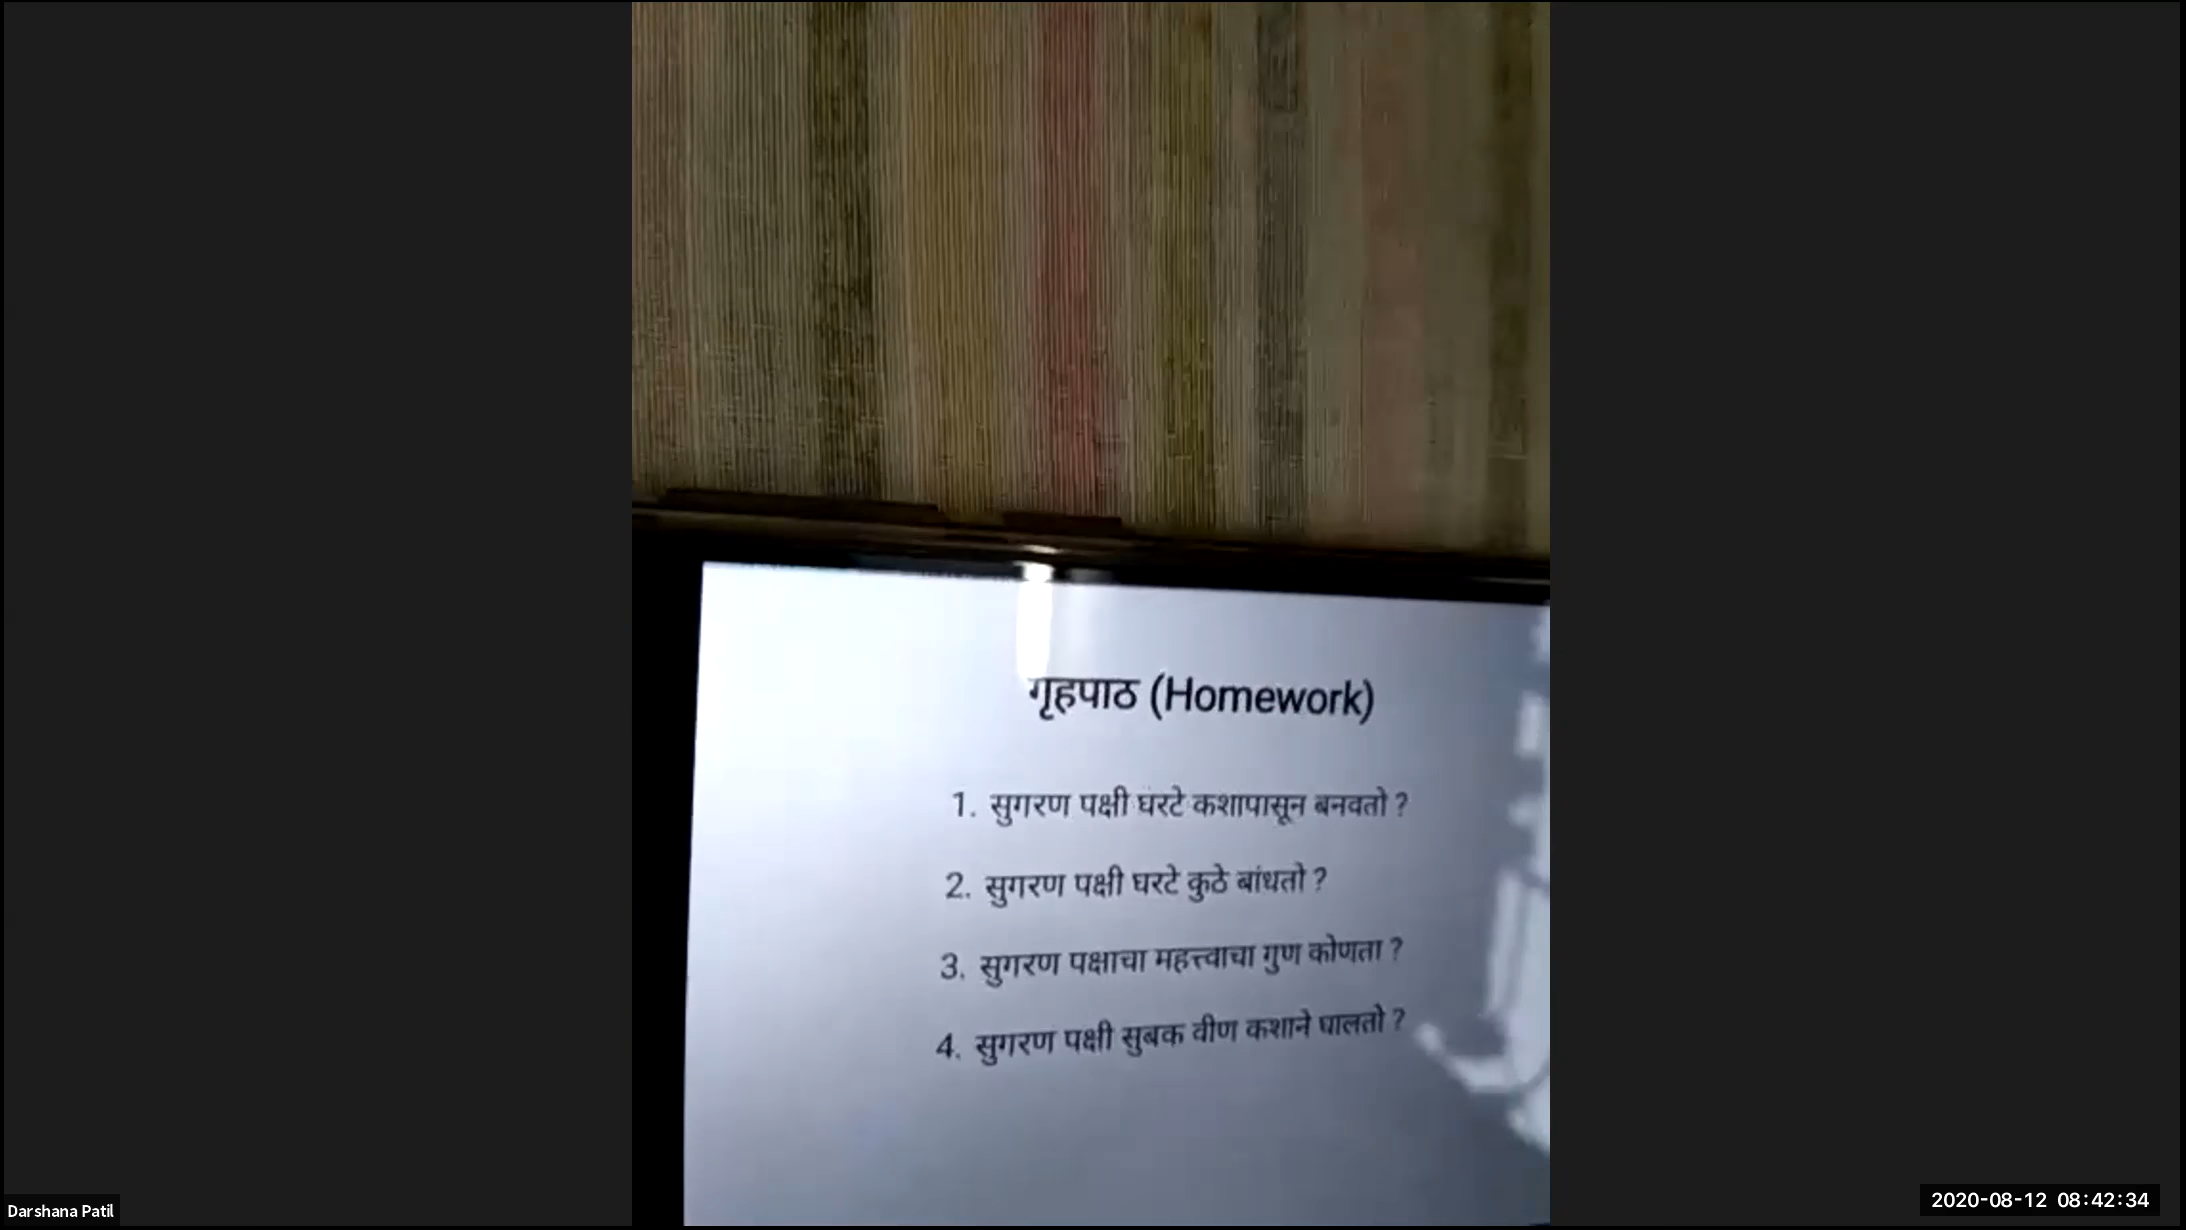 गृहपाठ (Homework)
1. सुगरण पक्षी घरटे कशापासून बनवतो ?
2. सुगरण पक्षी घरटे कुठे बांधतो ?
3. सुगरण पक्षाचा महत्त्वाचा गुण कोणता ?
4. सुगरण पक्षी सुबक वीण कशाने घालतो ?
Darshana Patil
2020-08-12 08:42:34